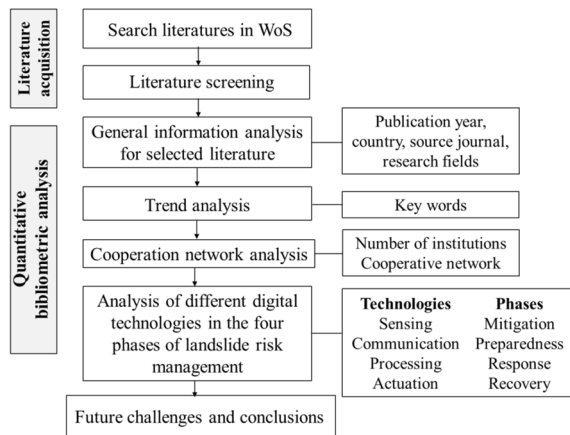 Literature
acquisition
Search literatures in WoS
Literature screening
Quantitative
bibliometric analysis
General information analysis
for selected literature
Publication year,
country, source journal,
research fields
Trend analysis
Key words
Cooperation network analysis
Number of institutions
Cooperative network
Analysis of different digital
technologies in the four
phases of landslide risk
management
Technologies Phases
Sensing Mitigation
Communication Preparedness
Processing Response
Actuation Recovery
Future challenges and conclusions